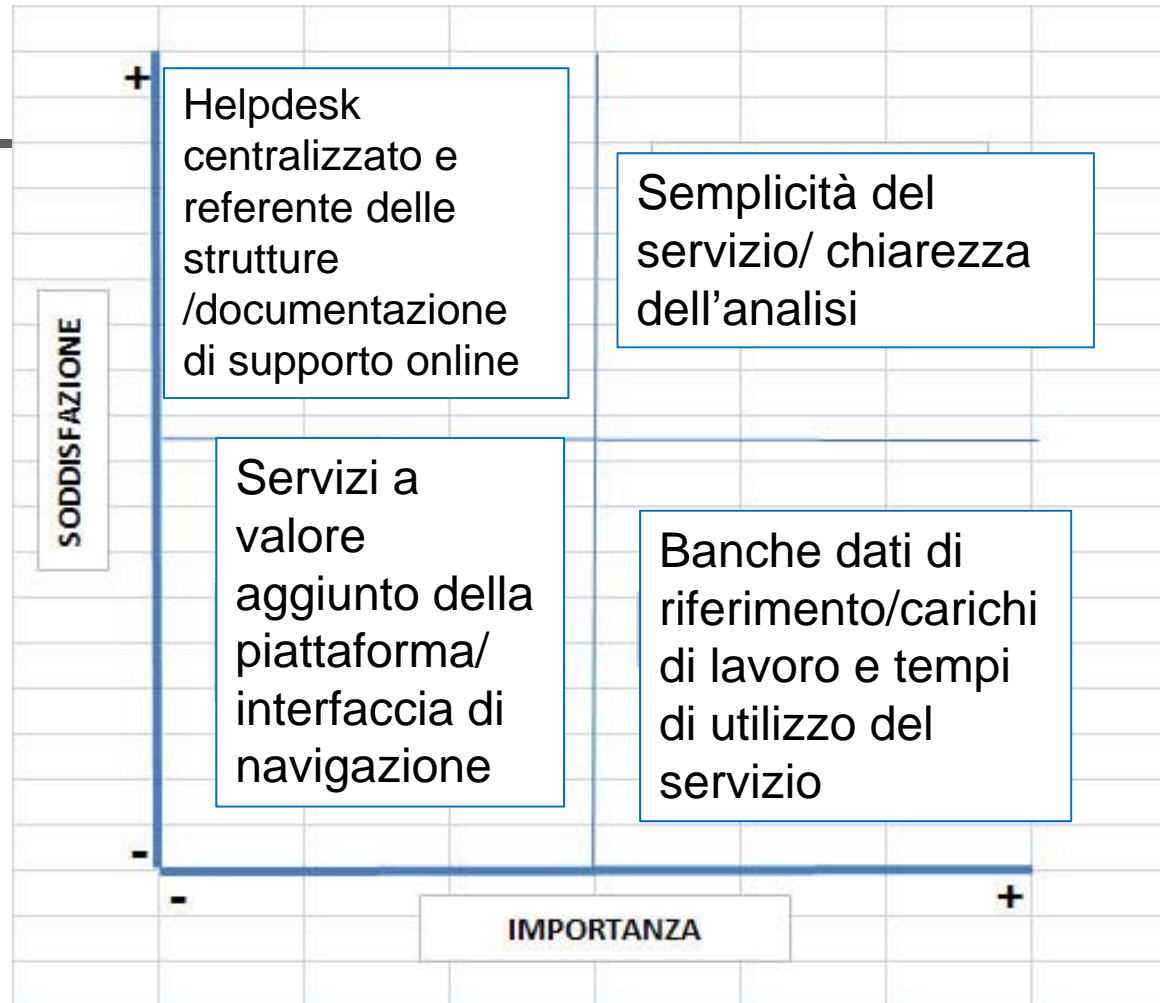 +
Helpdesk
centralizzato e
referente delle
strutture
/documentazione
di supporto online
Semplicità del
servizio/ chiarezza
dell’analisi
SODDISFAZIONE
Servizi a
valore
aggiunto della
piattaforma/
interfaccia di
navigazione
Banche dati di
riferimento/carichi
di lavoro e tempi
di utilizzo del
servizio
-
-
+
IMPORTANZA